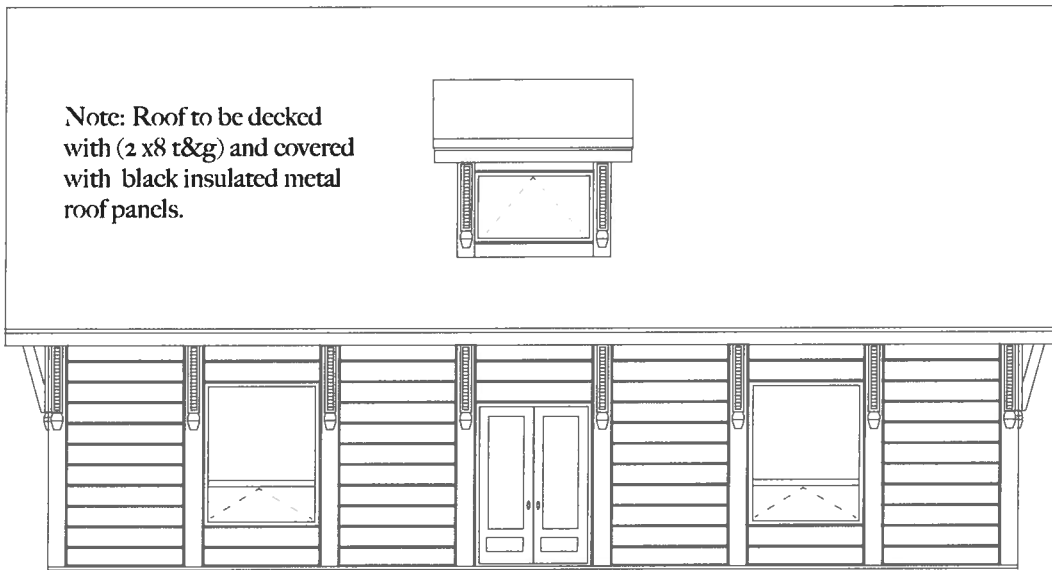 Note: Roof to be decked
with (2 x8 t&g) and covered
with black insulated metal
roof panels.